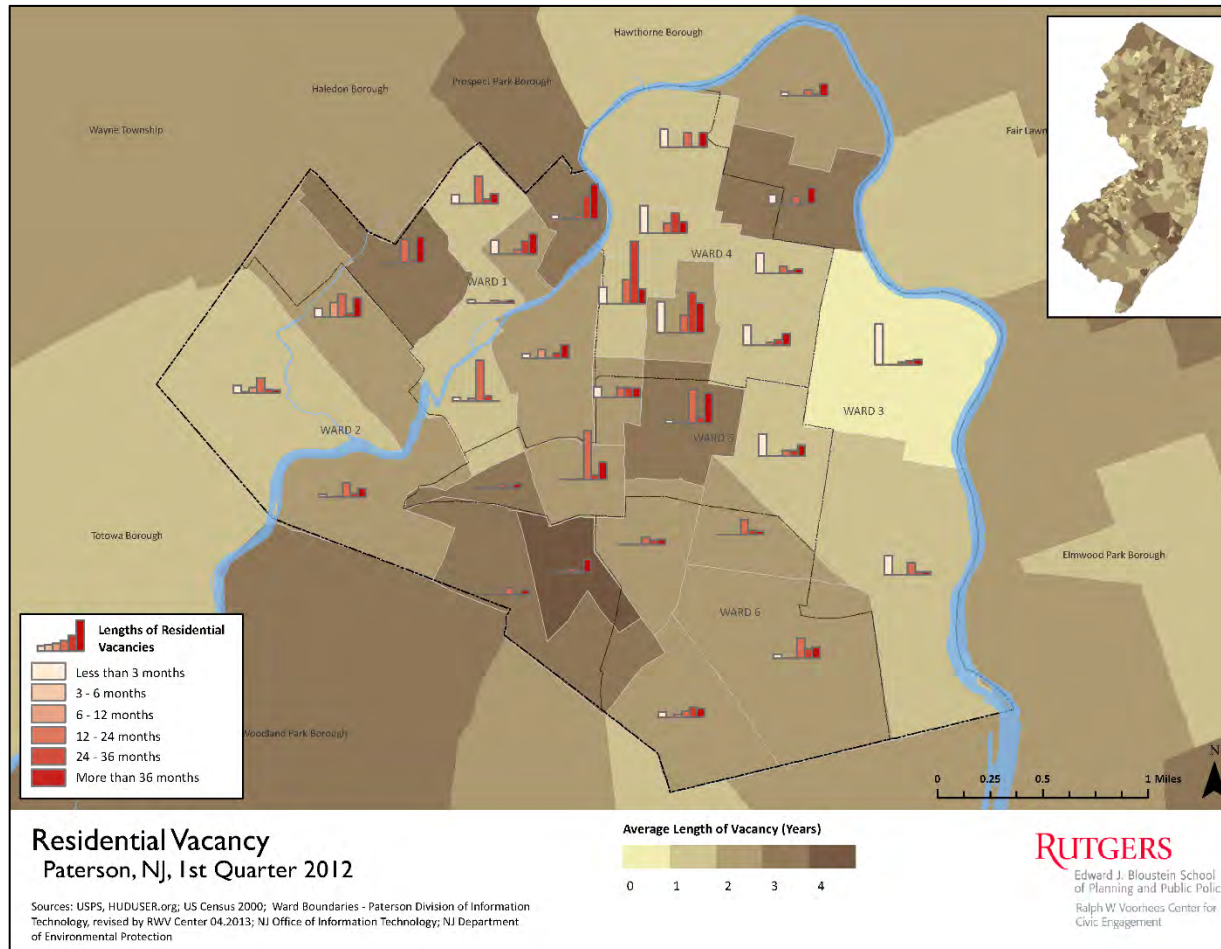 Hawthorne Borough
Prospect Park Borough
Haledon Borough
Wayne Township
Fair Lawn
WARD 4
WARD 1
WARD 3
WARD 2
WARD 5
Totowa Borough
Elmwood Park Borough
WARD 6
Woodland Park Borough
Lengths of Residential
Vacancies
Less than 3 months
3 - 6 months
6 - 12 months
12 - 24 months
24 - 36 months
More than 36 months
N
0 0.25 0.5 1 Miles
Residential Vacancy
Paterson, NJ, 1st Quarter 2012
Sources: USPS, HUDUSER.org; US Census 2000; Ward Boundaries - Paterson Division of Information
Technology, revised by RWV Center 04.2013; NJ Office of Information Technology; NJ Department
of Environmental Protection
Average Length of Vacancy (Years)
0 1 2 3 4
RUTGERS
Edward J. Bloustein School
of Planning and Public Polic
Ralph W Voorhees Center for
Civic Engagement